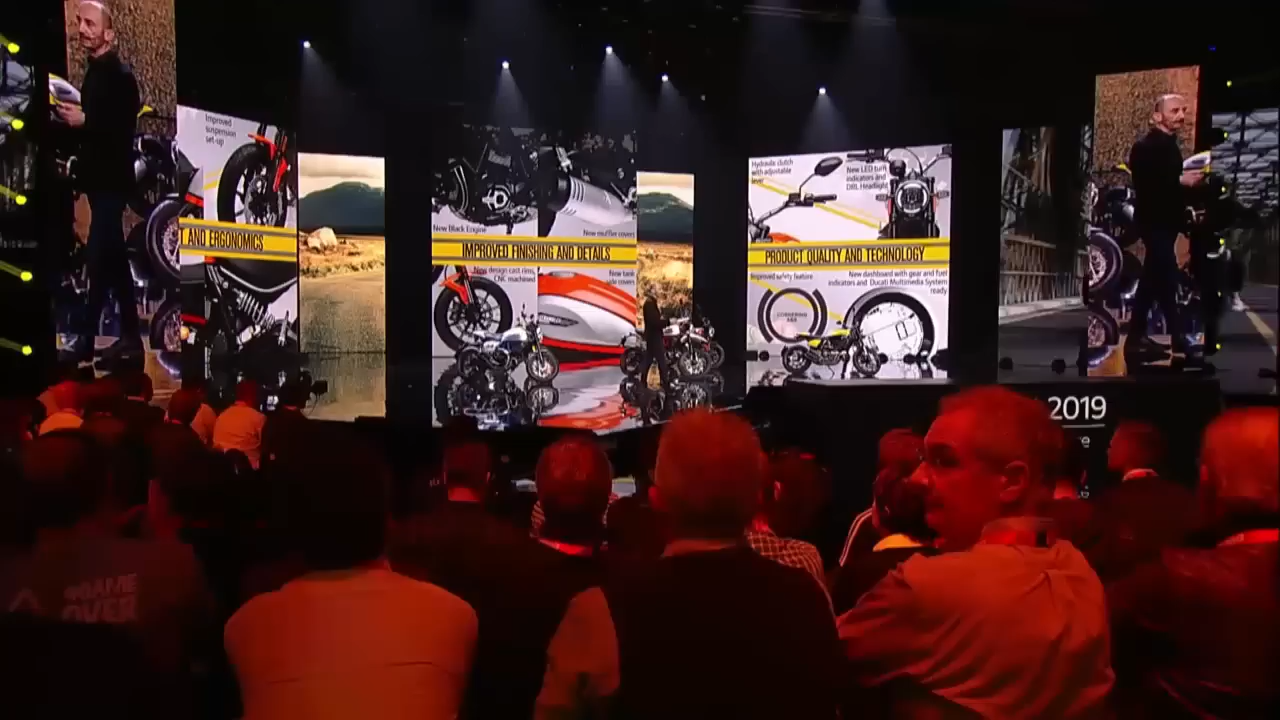 Improved
suspension
set-up
T AND ERGONOMICS
New Black Engine
New muffler covers
IMPROVED FINISHING AND DETAILS
New design cast rims,
CNC machined
New tank
side covers
Hydraulic clutch
with adjustable
lever
New LED turn
indicators and
DRL Headlight
PRODUCT QUALITY AND TECHNOLOGY
Improved safety feature
CORNERING
ABS
New dashboard with gear and fuel
indicators and Ducati Multimedia System
ready
2019
#GAME
OVER